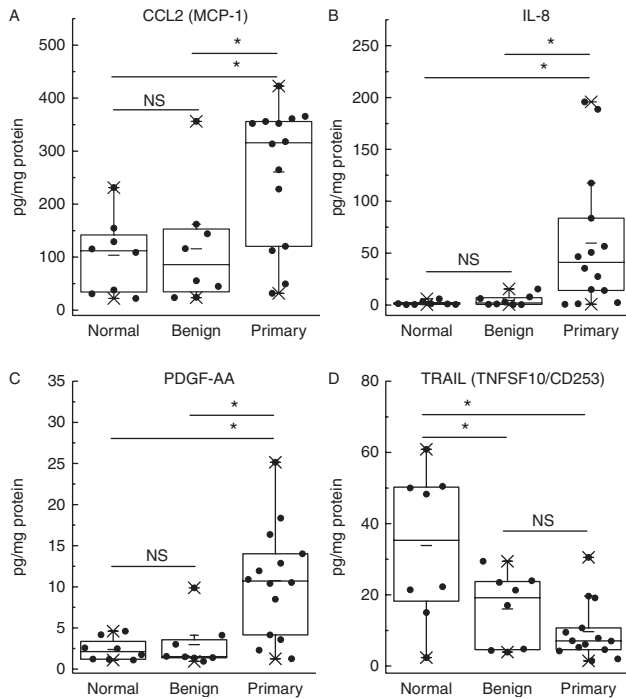 A
CCL2 (MCP-1)
500
400
300
200
100
0
pg/mg protein
*
*
NS
Normal Benign Primary
B
IL-8
250
200
150
100
50
0
pg/mg protein
*
*
NS
Normal Benign Primary
C
PDGF-AA
35
30
25
20
15
10
5
0
pg/mg protein
*
*
NS
Normal Benign Primary
D
TRAIL (TNFSF10/CD253)
80
60
40
20
0
pg/mg protein
*
*
NS
Normal Benign Primary